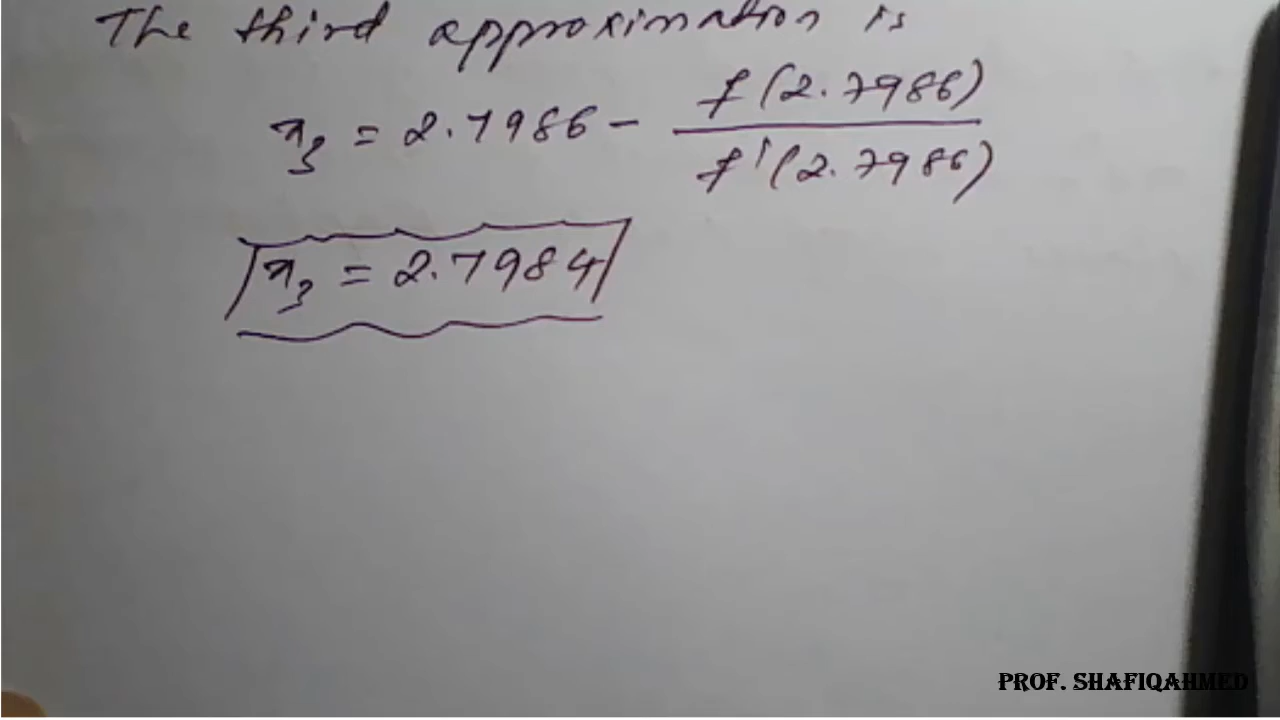 The third approximation is
x₃ = 2.7986 - f(2.7986) / f'(2.7986)
x₃ = 2.7984
PROF. SHAFIQAHMED